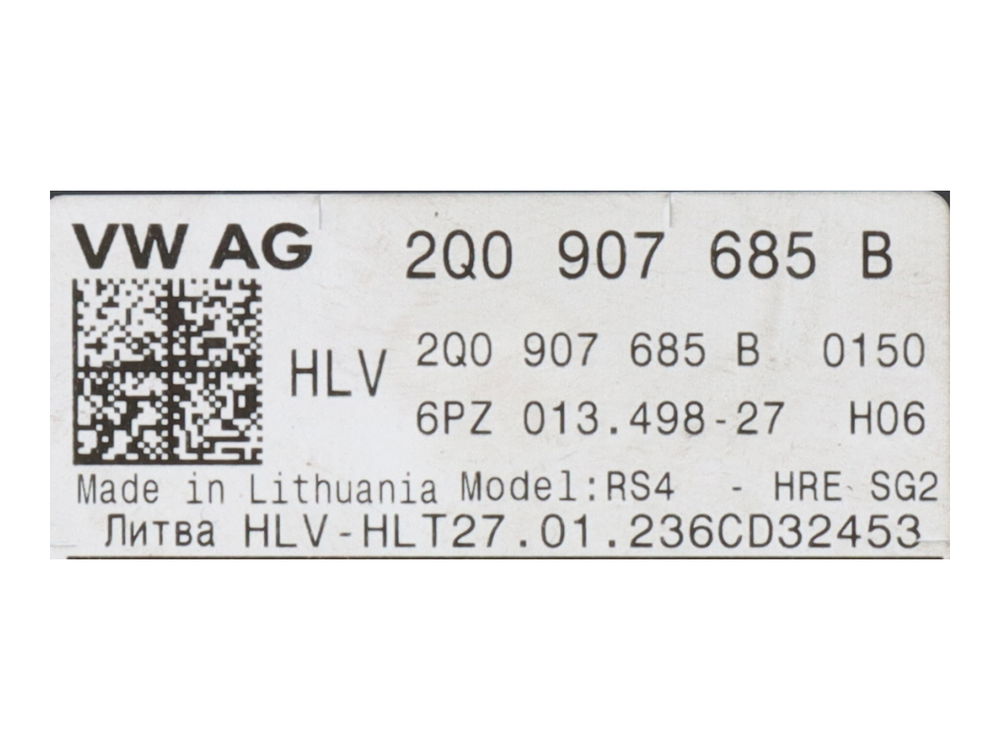 VW AG 2Q0 907 685 B
HLV 2Q0 907 685 B 0150
6PZ 013.498-27 H06
Made in Lithuania Model:RS4 - HRE SG2
Литва HLV-HLT27.01.236CD32453